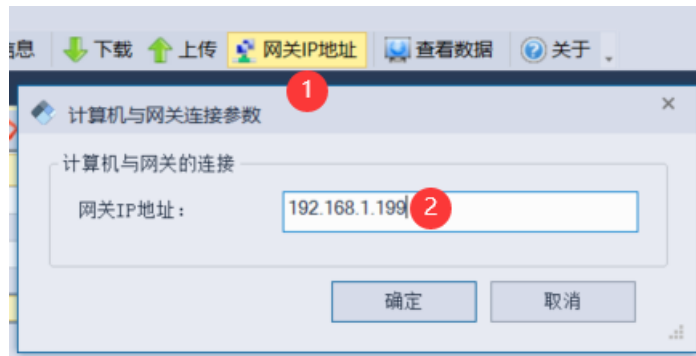 息 下载 上传 网关IP地址 查看数据 关于
1
计算机与网关连接参数
计算机与网关的连接
网关IP地址： 192.168.1.199 2
确定 取消